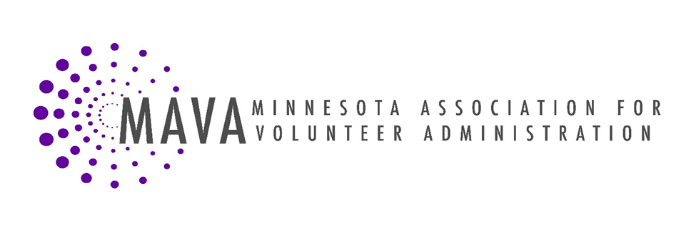 MAVA
MINNESOTA ASSOCIATION FOR
VOLUNTEER ADMINISTRATION